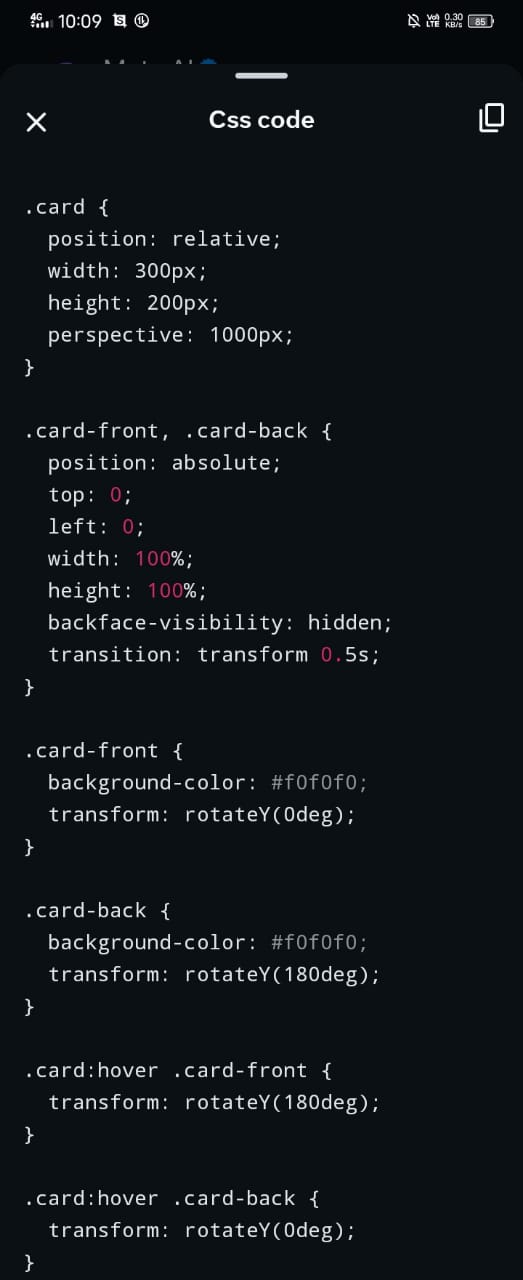 4G 10:09 Vo) LTE 0.30 KB/s 85
Css code
.card {
  position: relative;
  width: 300px;
  height: 200px;
  perspective: 1000px;
}

.card-front, .card-back {
  position: absolute;
  top: 0;
  left: 0;
  width: 100%;
  height: 100%;
  backface-visibility: hidden;
  transition: transform 0.5s;
}

.card-front {
  background-color: #f0f0f0;
  transform: rotateY(0deg);
}

.card-back {
  background-color: #f0f0f0;
  transform: rotateY(180deg);
}

.card:hover .card-front {
  transform: rotateY(180deg);
}

.card:hover .card-back {
  transform: rotateY(0deg);
}